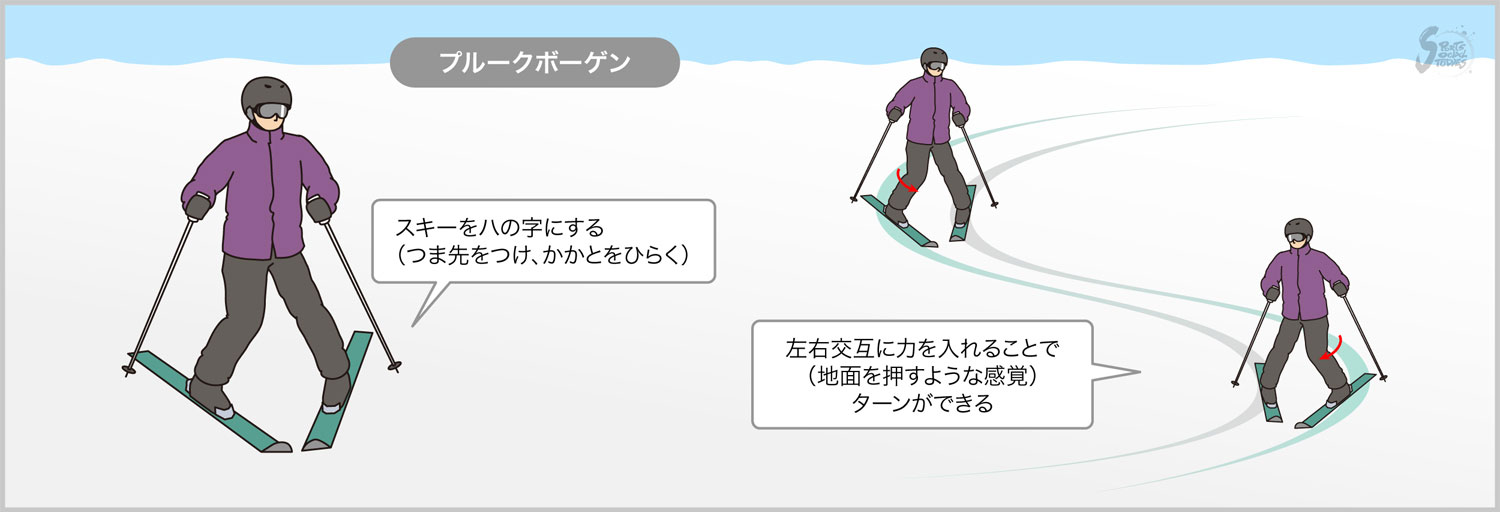 プルークボーゲン
スキーをハの字にする
（つま先をつけ、かかとをひらく）
左右交互に力を入れることで
（地面を押すような感覚）
ターンができる